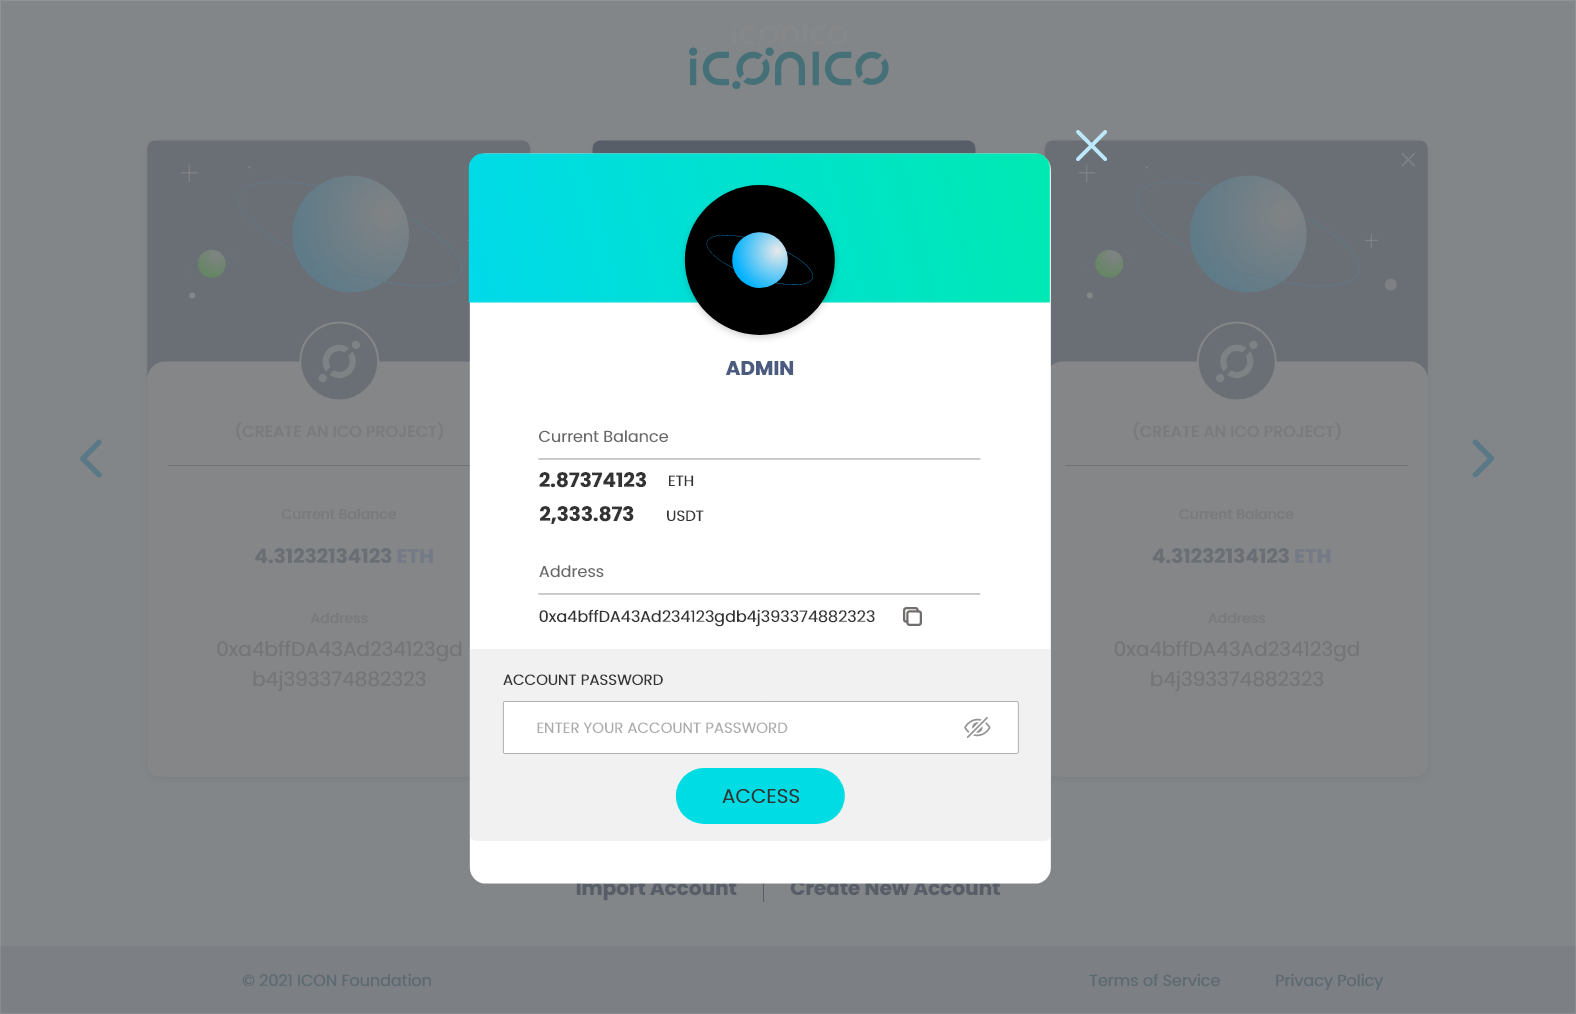 iconico
iconico
ADMIN
(CREATE AN ICO PROJECT)
(CREATE AN ICO PROJECT)
Current Balance
2.87374123 ETH
2,333.873 USDT
Current Balance
Current Balance
4.31232134123 ETH
4.31232134123 ETH
Address
0xa4bffDA43Ad234123gdb4j393374882323
Address
0xa4bffDA43Ad234123gd
b4j393374882323
Address
0xa4bffDA43Ad234123gd
b4j393374882323
ACCOUNT PASSWORD
ENTER YOUR ACCOUNT PASSWORD
ACCESS
Import Account
Create New Account
© 2021 ICON Foundation
Terms of Service
Privacy Policy